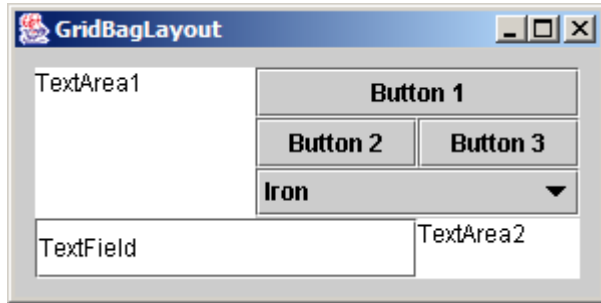 GridBagLayout
TextArea1
Button 1
Button 2
Button 3
Iron
TextField
TextArea2